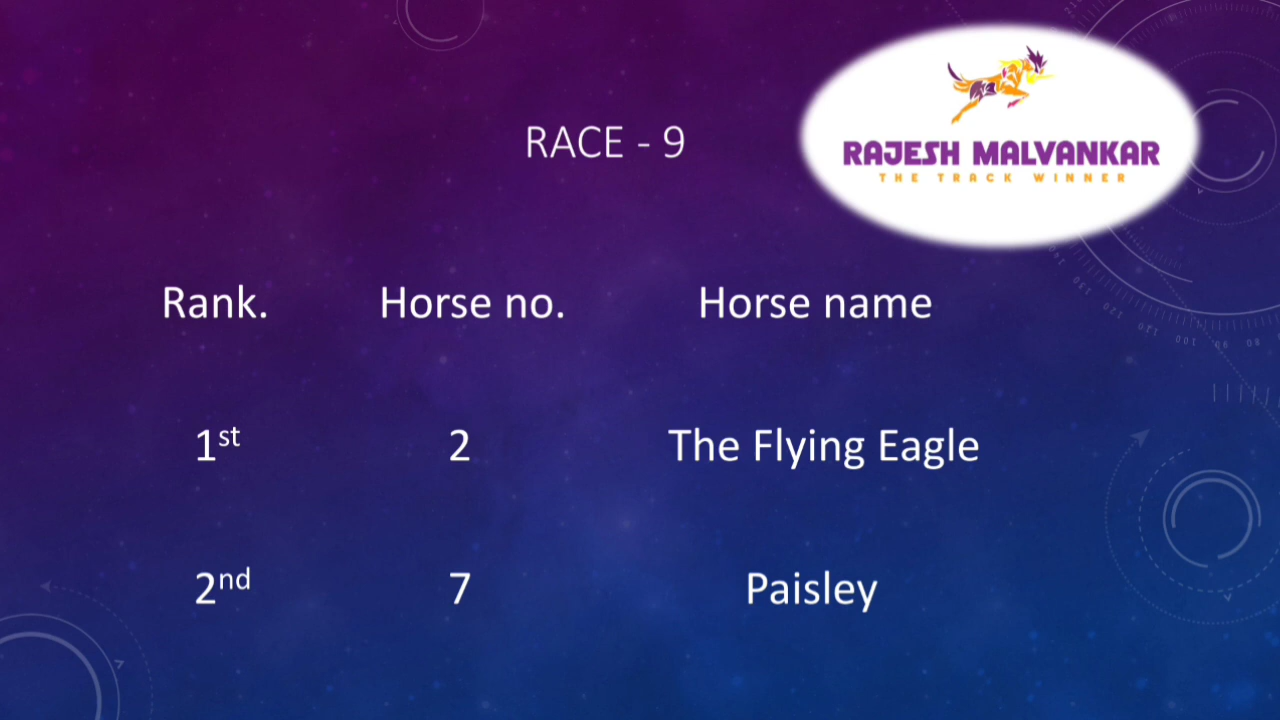 RACE - 9
RAJESH MALVANKAR
THE TRACK WINNER
Rank. Horse no. Horse name
1st 2 The Flying Eagle
2nd 7 Paisley